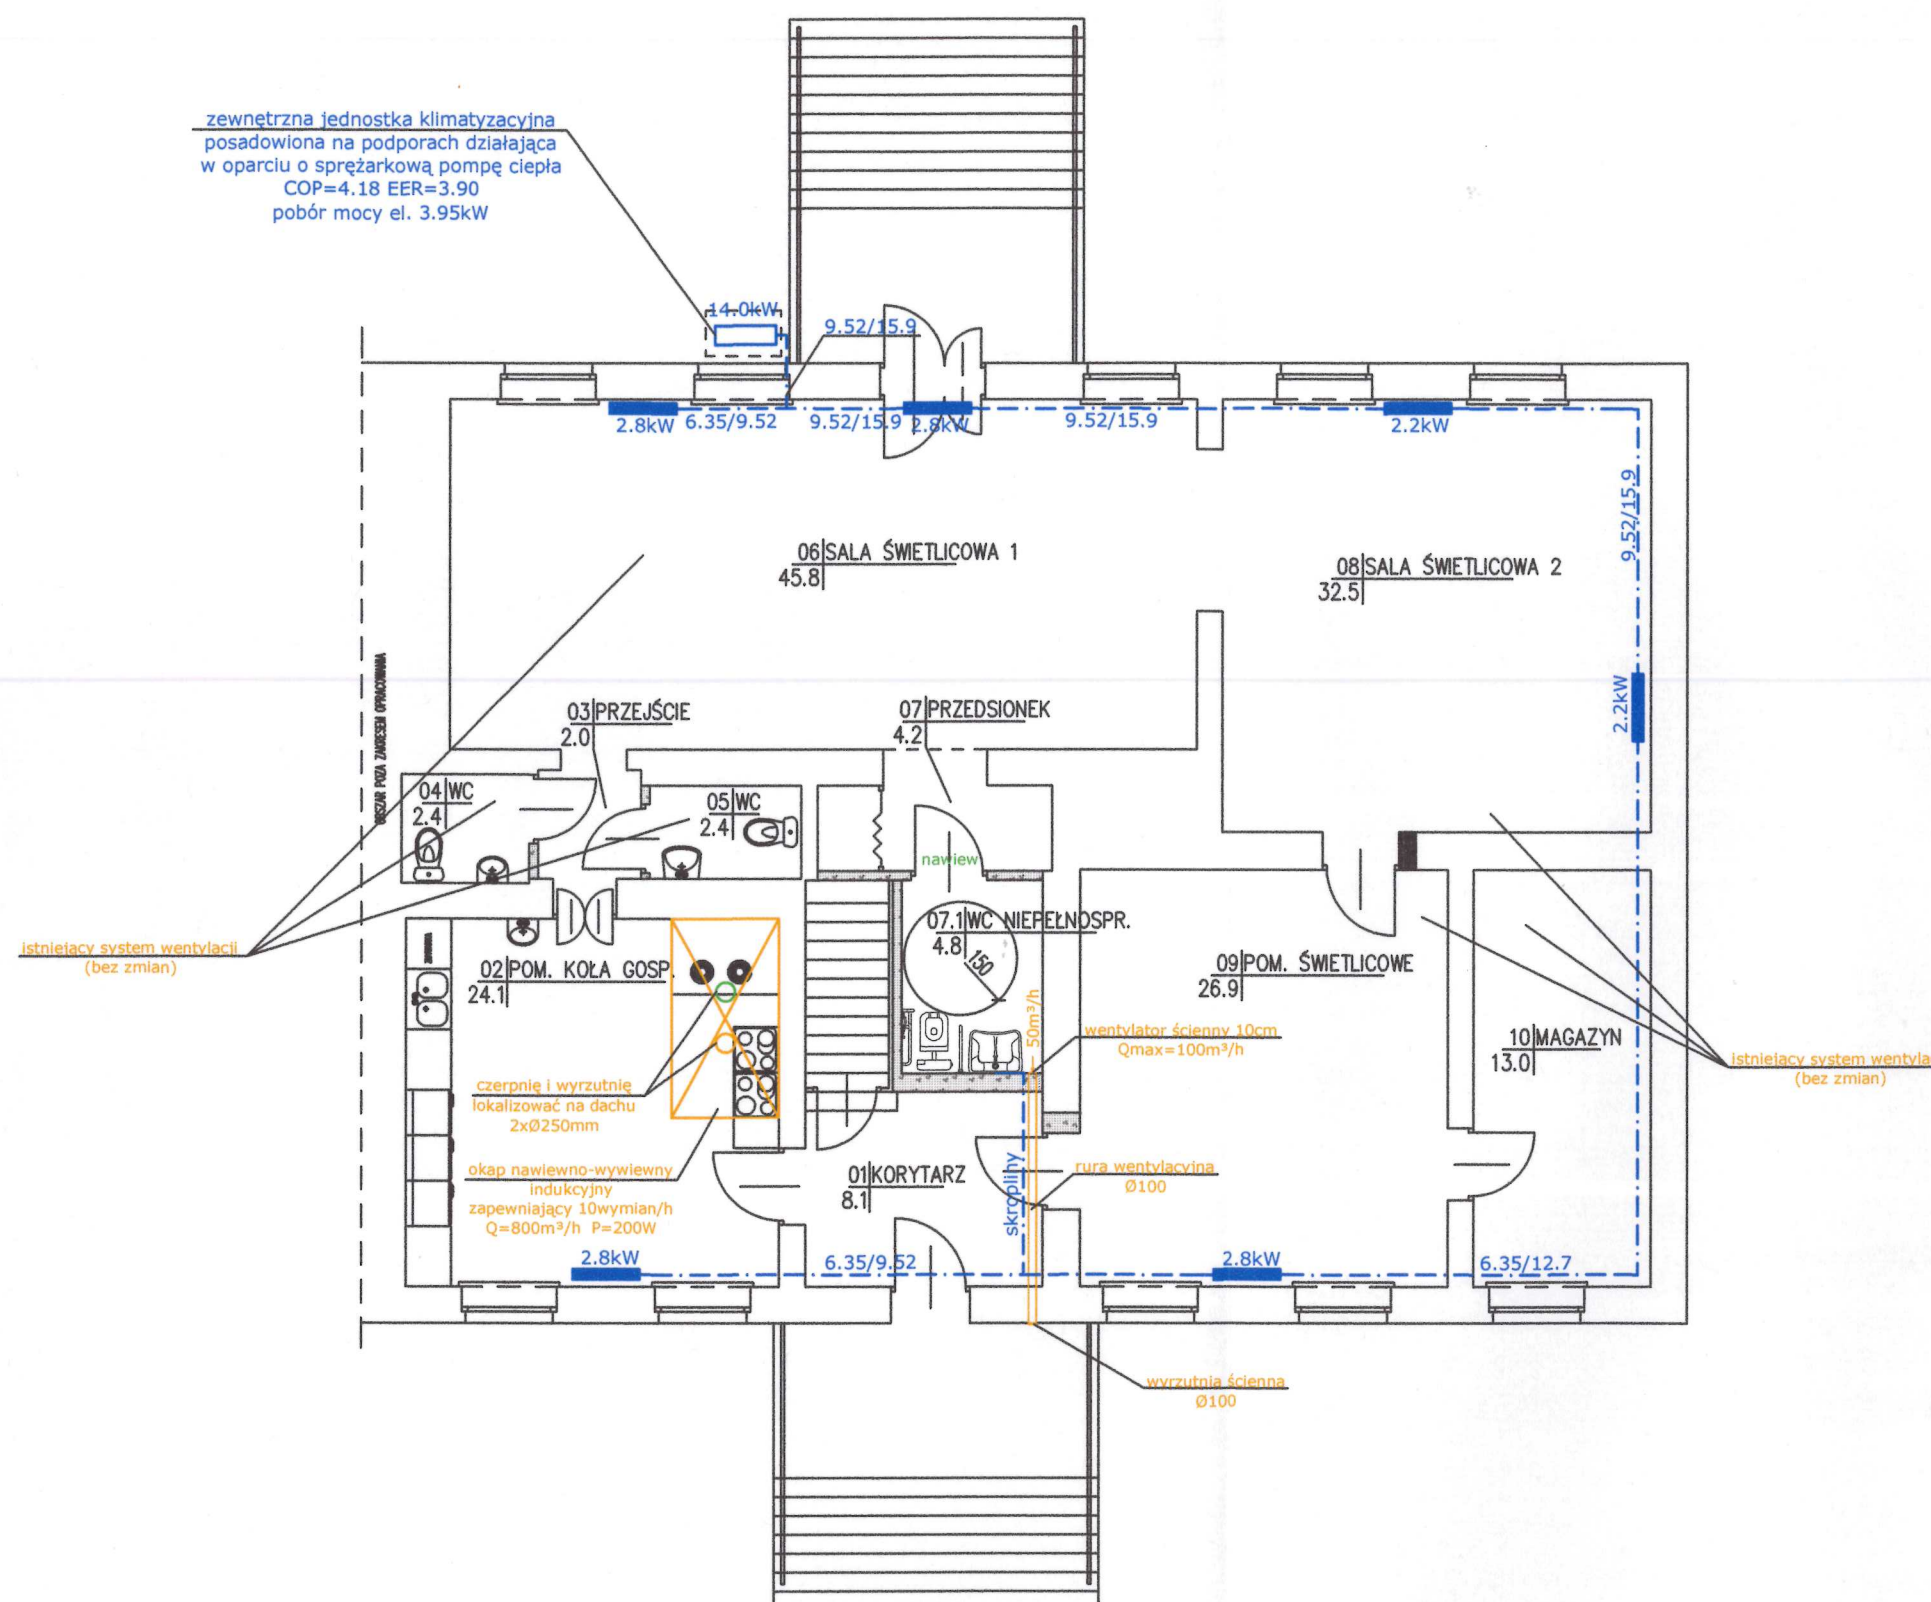 zewnętrzna jednostka klimatyzacyjna
posadowiona na podporach działająca
w oparciu o sprężarkową pompę ciepła
COP=4.18 EER=3.90
pobór mocy el. 3.95kW
14.0kW
9.52/15.9
2.8kW
6.35/9.52
9.52/15.9
2.8kW
9.52/15.9
2.2kW
9.52/15.9
06 SALA ŚWIETLICOWA 1
45.8
08 SALA ŚWIETLICOWA 2
32.5
2.2kW
OBSZAR POZA ZAKRESEM OPRACOWANIA
03 PRZEJŚCIE
2.0
07 PRZEDSIONEK
4.2
04 WC
2.4
05 WC
2.4
nawiew
07.1 WC NIEPEŁNOSPR.
4.8
150
istniejący system wentylacji
(bez zmian)
02 POM. KOŁA GOSP.
24.1
09 POM. ŚWIETLICOWE
26.9
50m³/h
wentylator ścienny 10cm
Qmax=100m³/h
10 MAGAZYN
13.0
istniejący system wentyla
(bez zmian)
czerpnię i wyrzutnię
lokalizować na dachu
2xØ250mm
okap nawiewno-wywiewny
indukcyjny
zapewniający 10wymian/h
Q=800m³/h P=200W
01 KORYTARZ
8.1
skropliny
rura wentylacyjna
Ø100
2.8kW
6.35/9.52
2.8kW
6.35/12.7
wyrzutnia ścienna
Ø100